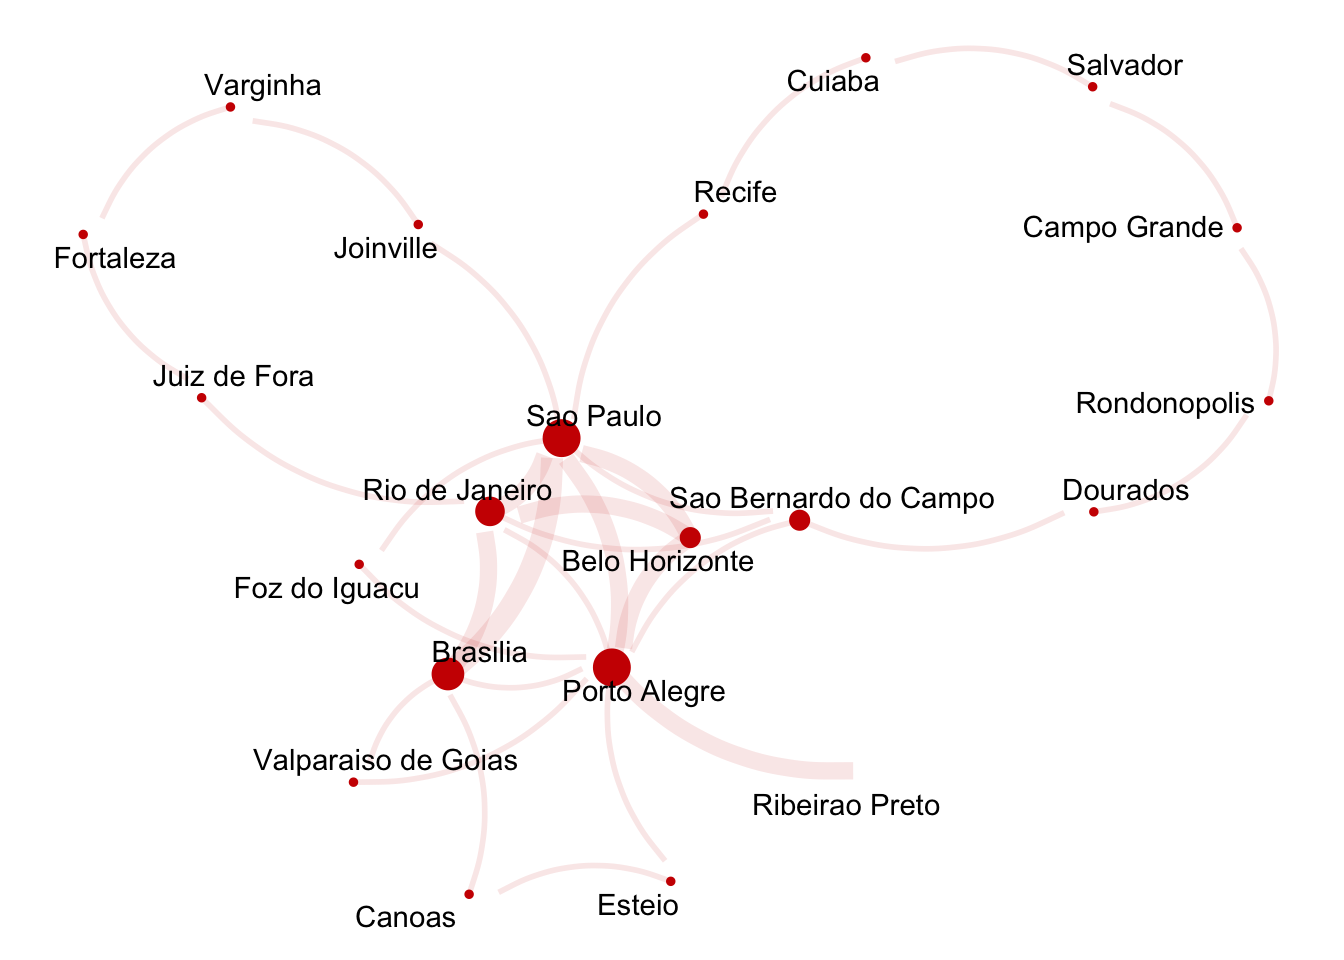 Salvador
Cuiaba
Varginha
Recife
Campo Grande
Joinville
Fortaleza
Juiz de Fora
Rondonopolis
Sao Paulo
Rio de Janeiro
Dourados
Sao Bernardo do Campo
Belo Horizonte
Foz do Iguacu
Brasilia
Porto Alegre
Valparaiso de Goias
Ribeirao Preto
Esteio
Canoas